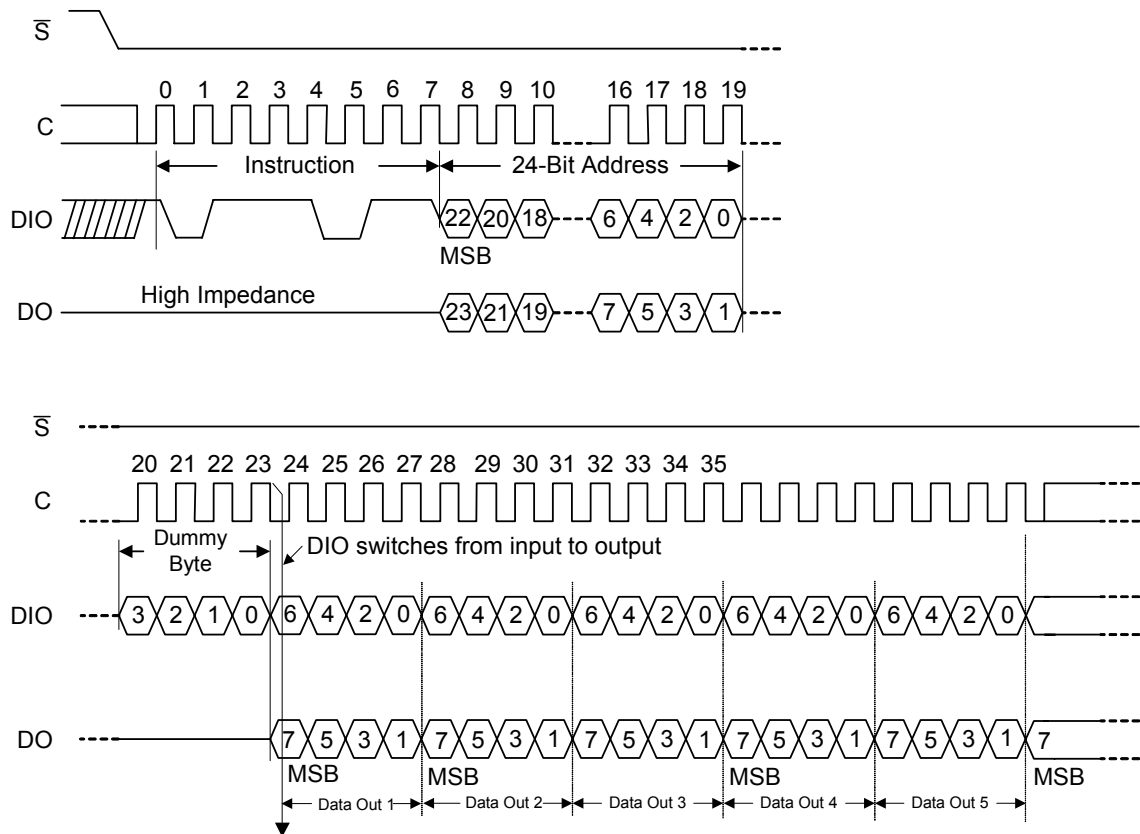 S
0 1 2 3 4 5 6 7 8 9 10 16 17 18 19
C
Instruction 24-Bit Address
DIO 22 20 18 6 4 2 0
MSB
High Impedance
DO 23 21 19 7 5 3 1
S
20 21 22 23 24 25 26 27 28 29 30 31 32 33 34 35
C
Dummy
Byte
DIO switches from input to output
DIO 3 2 1 0 6 4 2 0 6 4 2 0 6 4 2 0 6 4 2 0 6 4 2 0
DO 7 5 3 1 7 5 3 1 7 5 3 1 7 5 3 1 7 5 3 1 7
MSB MSB MSB MSB
Data Out 1 Data Out 2 Data Out 3 Data Out 4 Data Out 5